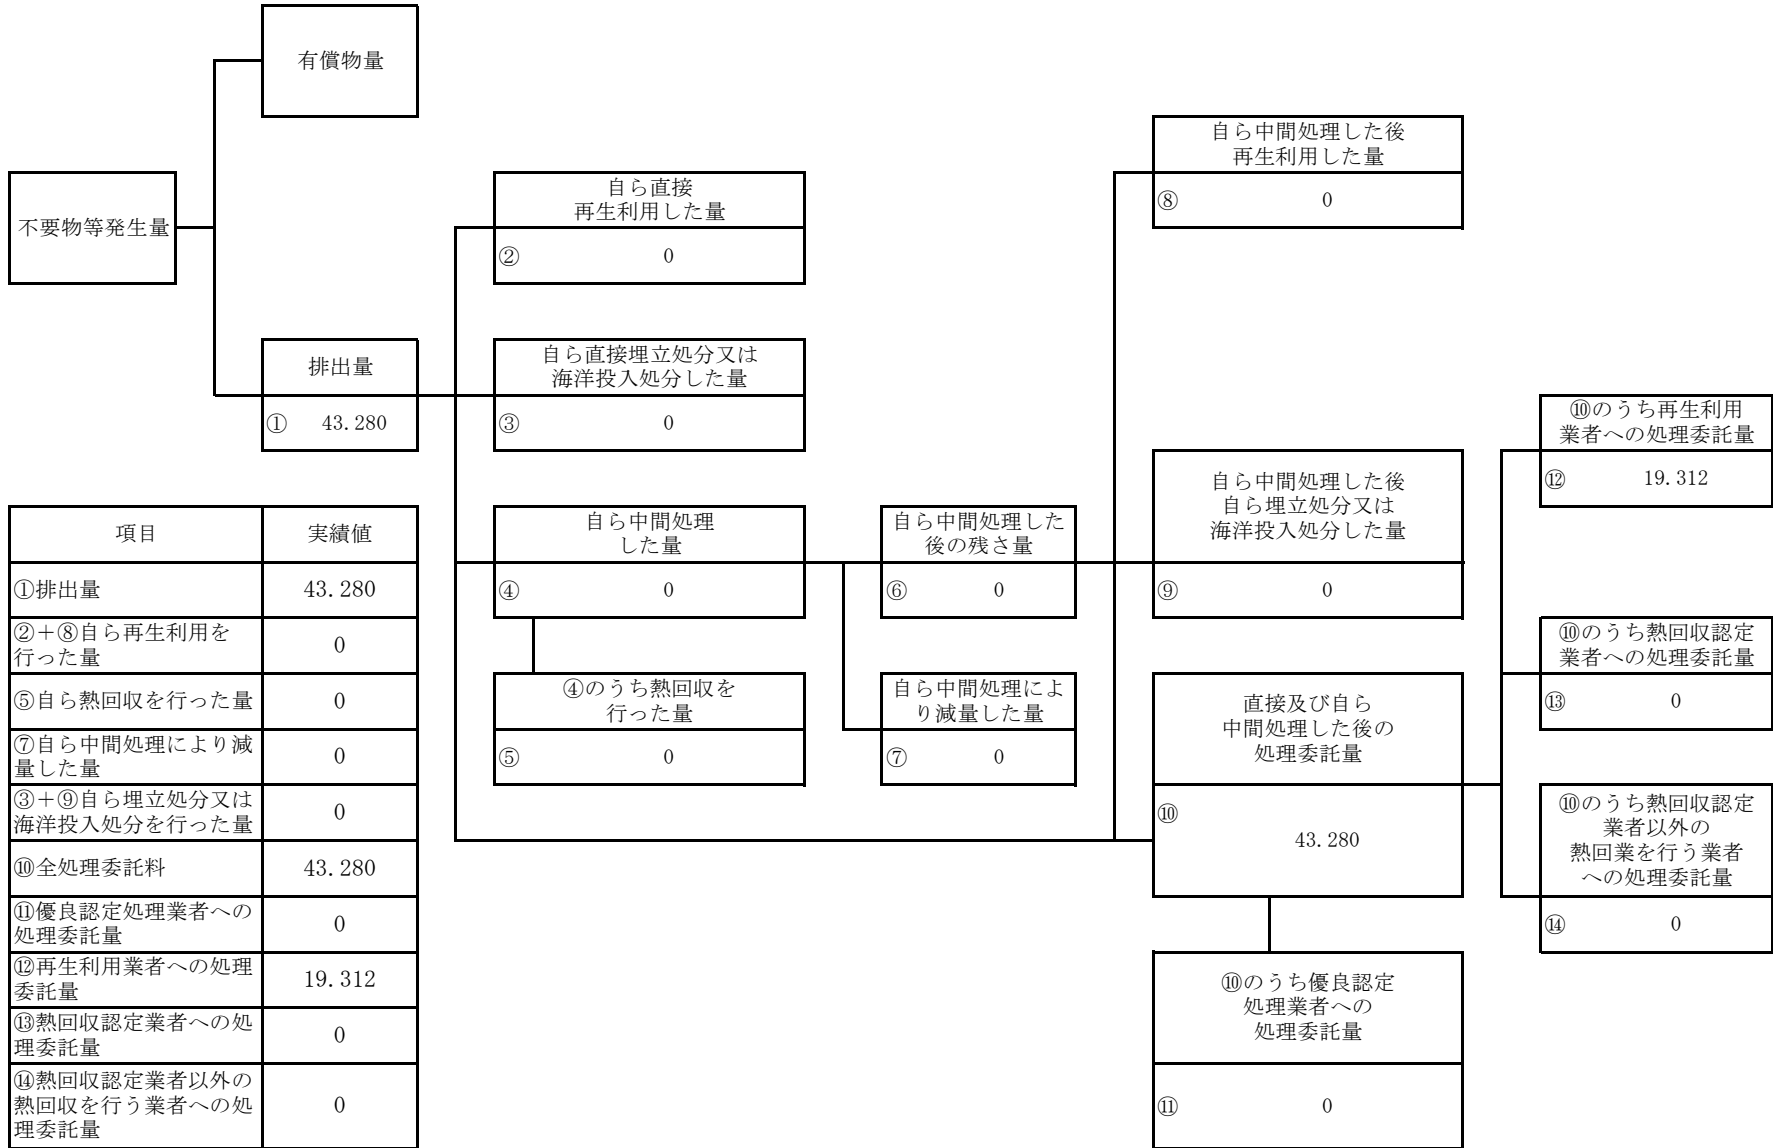 有償物量
不要物等発生量
排出量
① 43.280
自ら直接
再生利用した量
② 0
自ら直接埋立処分又は
海洋投入処分した量
③ 0
自ら中間処理
した量
④ 0
④のうち熱回収を
行った量
⑤ 0
自ら中間処理した
後の残さ量
⑥ 0
自ら中間処理によ
り減量した量
⑦ 0
自ら中間処理した後
再生利用した量
⑧ 0
自ら中間処理した後
自ら埋立処分又は
海洋投入処分した量
⑨ 0
直接及び自ら
中間処理した後の
処理委託量
⑩ 43.280
⑩のうち優良認定
処理業者への
処理委託量
⑪ 0
⑩のうち再生利用
業者への処理委託量
⑫ 19.312
⑩のうち熱回収認定
業者への処理委託量
⑬ 0
⑩のうち熱回収認定
業者以外の
熱回業を行う業者
への処理委託量
⑭ 0
項目 実績値
①排出量 43.280
②＋⑧自ら再生利用を
行った量 0
⑤自ら熱回収を行った量 0
⑦自ら中間処理により減
量した量 0
③＋⑨自ら埋立処分又は
海洋投入処分を行った量 0
⑩全処理委託料 43.280
⑪優良認定処理業者への
処理委託量 0
⑫再生利用業者への処理
委託量 19.312
⑬熱回収認定業者への処
理委託量 0
⑭熱回収認定業者以外の
熱回収を行う業者への処
理委託量 0